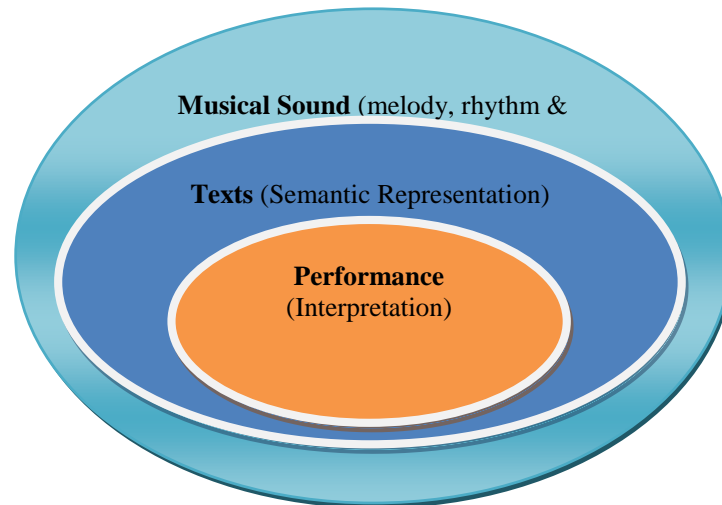 Musical Sound (melody, rhythm &
Texts (Semantic Representation)
Performance
(Interpretation)